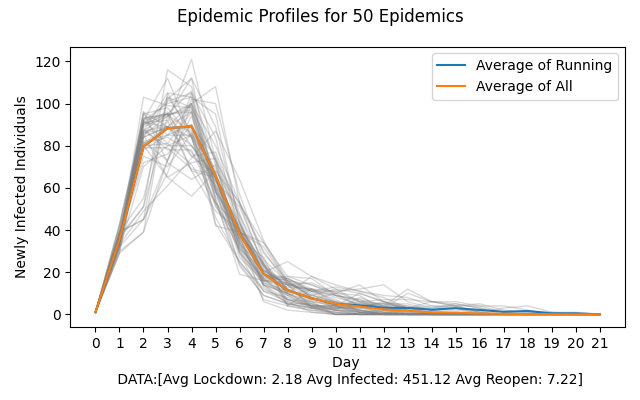 Epidemic Profiles for 50 Epidemics
Average of Running
Average of All
Newly Infected Individuals
120
100
80
60
40
20
0
0 1 2 3 4 5 6 7 8 9 10 11 12 13 14 15 16 17 18 19 20 21
Day
DATA:[Avg Lockdown: 2.18 Avg Infected: 451.12 Avg Reopen: 7.22]